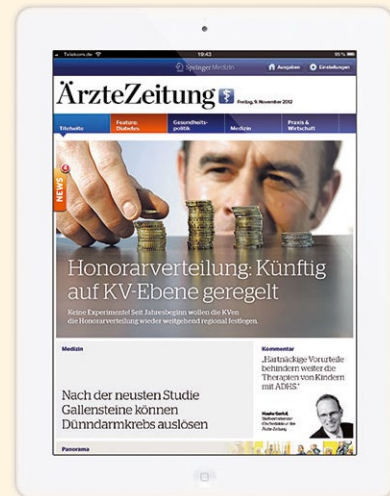 Telekom.de 19:43 95 %
Springer Medizin Ausgaben Einstellungen
ÄrzteZeitung Freitag, 9. November 2012
Titelseite
Feature:
Diabetes
Gesundheits-
politik
Medizin
Praxis &
Wirtschaft
NEWS
Honorarverteilung: Künftig
auf KV-Ebene geregelt
Keine Experimente! Seit Jahresbeginn wollen die KVen
die Honorarverteilung wieder weitgehend regional festlegen.
Medizin
Nach der neusten Studie
Gallensteine können
Dünndarmkrebs auslösen
Kommentar
„Hartnäckige Vorurteile
behindern weiter die
Therapien von Kindern
mit ADHS.“
Ärzte Zeitung
Panorama